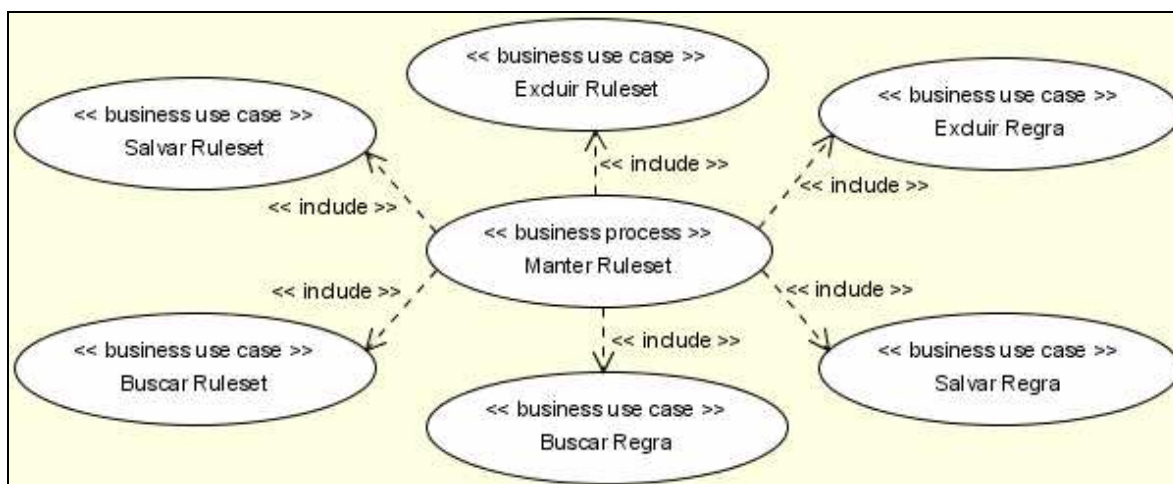 << business use case >>
Excluir Ruleset
<< business use case >>
Salvar Ruleset
<< business use case >>
Excluir Regra
<< include >>
<< include >>
<< include >>
<< business process >>
Manter Ruleset
<< include >>
<< include >>
<< include >>
<< business use case >>
Buscar Ruleset
<< business use case >>
Salvar Regra
<< business use case >>
Buscar Regra